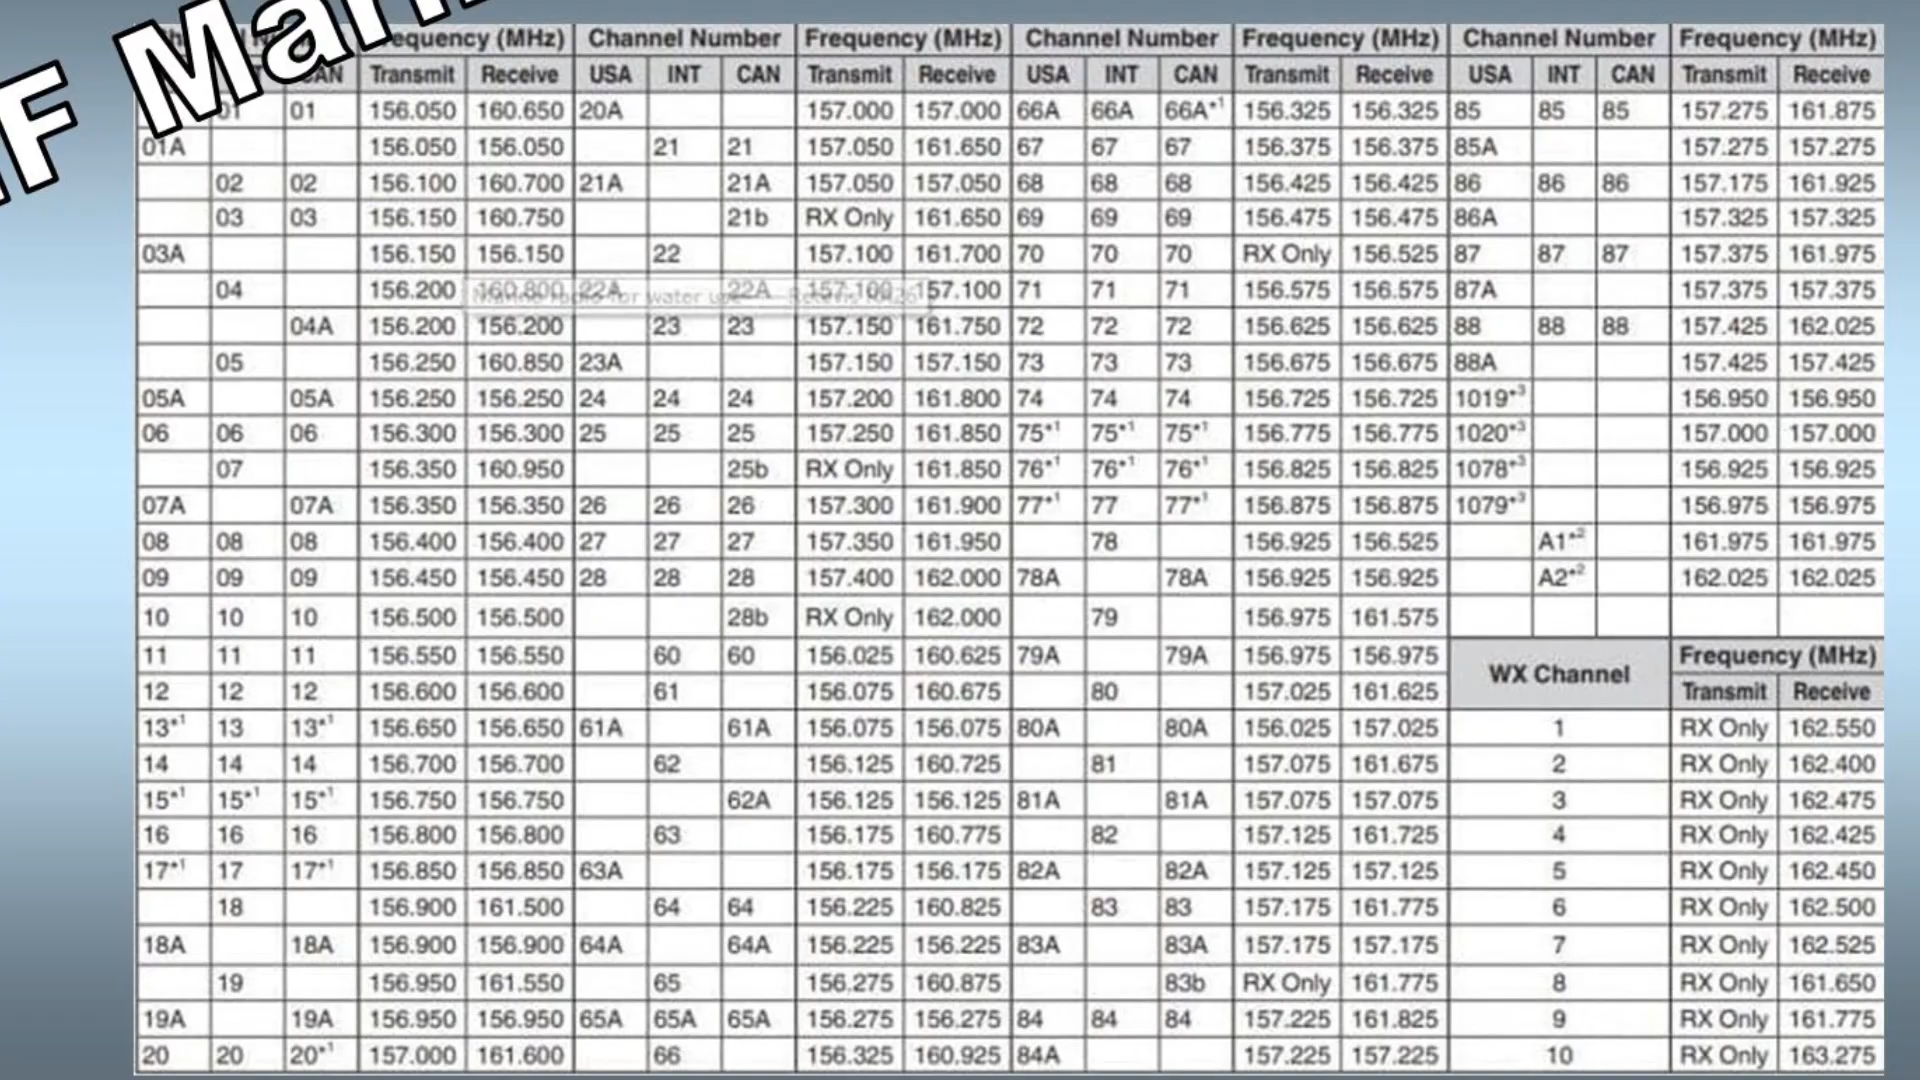 F Mari
Frequency (MHz) Channel Number Frequency (MHz) Channel Number Frequency (MHz) Channel Number Frequency (MHz)
CAN Transmit Receive USA INT CAN Transmit Receive USA INT CAN Transmit Receive USA INT CAN Transmit Receive
01 01 156.050 160.650 20A 157.000 157.000 66A 66A 66A*1 156.325 156.325 85 85 85 157.275 161.875
01A 156.050 156.050 21 21 157.050 161.650 67 67 67 156.375 156.375 85A 157.275 157.275
02 02 156.100 160.700 21A 21A 157.050 157.050 68 68 68 156.425 156.425 86 86 86 157.175 161.925
03 03 156.150 160.750 21b RX Only 161.650 69 69 69 156.475 156.475 86A 157.325 157.325
03A 156.150 156.150 22 157.100 161.700 70 70 70 RX Only 156.525 87 87 87 157.375 161.975
04 156.200 160.800 22A 22A 157.100 157.100 71 71 71 156.575 156.575 87A 157.375 157.375
04A 156.200 156.200 23 23 157.150 161.750 72 72 72 156.625 156.625 88 88 88 157.425 162.025
05 156.250 160.850 23A 157.150 157.150 73 73 73 156.675 156.675 88A 157.425 157.425
05A 05A 156.250 156.250 24 24 24 157.200 161.800 74 74 74 156.725 156.725 1019*3 156.950 156.950
06 06 06 156.300 156.300 25 25 25 157.250 161.850 75*1 75*1 75*1 156.775 156.775 1020*3 157.000 157.000
07 156.350 160.950 25b RX Only 161.850 76*1 76*1 76*1 156.825 156.825 1078*3 156.925 156.925
07A 07A 156.350 156.350 26 26 26 157.300 161.900 77*1 77 77*1 156.875 156.875 1079*3 156.975 156.975
08 08 08 156.400 156.400 27 27 27 157.350 161.950 78 156.925 156.525 A1*2 161.975 161.975
09 09 09 156.450 156.450 28 28 28 157.400 162.000 78A 78A 156.925 156.925 A2*2 162.025 162.025
10 10 10 156.500 156.500 28b RX Only 162.000 79 156.975 161.575
11 11 11 156.550 156.550 60 60 156.025 160.625 79A 79A 156.975 156.975 WX Channel Frequency (MHz)
12 12 12 156.600 156.600 61 156.075 160.675 80 157.025 161.625 Transmit Receive
13*1 13 13*1 156.650 156.650 61A 61A 156.075 156.075 80A 80A 156.025 157.025 1 RX Only 162.550
14 14 14 156.700 156.700 62 156.125 160.725 81 157.075 161.675 2 RX Only 162.400
15*1 15*1 15*1 156.750 156.750 62A 156.125 156.125 81A 81A 157.075 157.075 3 RX Only 162.475
16 16 16 156.800 156.800 63 156.175 160.775 82 157.125 161.725 4 RX Only 162.425
17*1 17 17*1 156.850 156.850 63A 156.175 156.175 82A 82A 157.125 157.125 5 RX Only 162.450
18 156.900 161.500 64 64 156.225 160.825 83 83 157.175 161.775 6 RX Only 162.500
18A 18A 156.900 156.900 64A 64A 156.225 156.225 83A 83A 157.175 157.175 7 RX Only 162.525
19 156.950 161.550 65 156.275 160.875 83b RX Only 161.775 8 RX Only 161.650
19A 19A 156.950 156.950 65A 65A 65A 156.275 156.275 84 84 84 157.225 161.825 9 RX Only 161.775
20 20 20*1 157.000 161.600 66 156.325 160.925 84A 157.225 157.225 10 RX Only 163.275